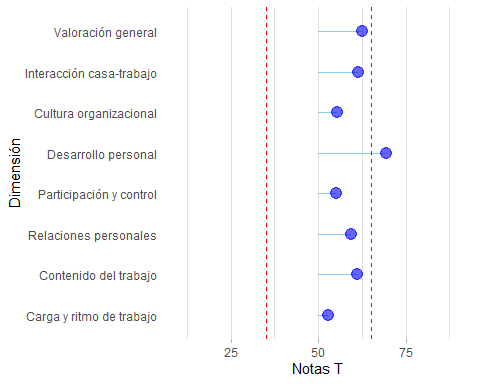 Valoración general
Interacción casa-trabajo
Cultura organizacional
Desarrollo personal
Participación y control
Relaciones personales
Contenido del trabajo
Carga y ritmo de trabajo
Dimensión
25 50 75
Notas T